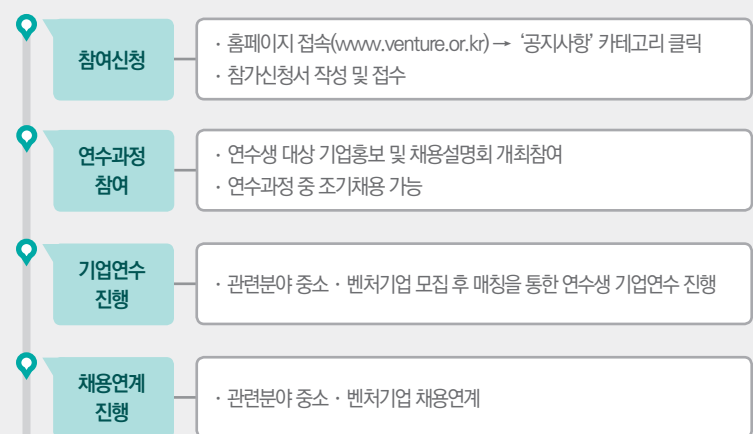 참여신청
· 홈페이지 접속(www.venture.or.kr) → ‘공지사항’ 카테고리 클릭
· 참가신청서 작성 및 접수
연수과정
참여
· 연수생 대상 기업홍보 및 채용설명회 개최참여
· 연수과정 중 조기채용 가능
기업연수
진행
· 관련분야 중소 · 벤처기업 모집 후 매칭을 통한 연수생 기업연수 진행
채용연계
진행
· 관련분야 중소 · 벤처기업 채용연계